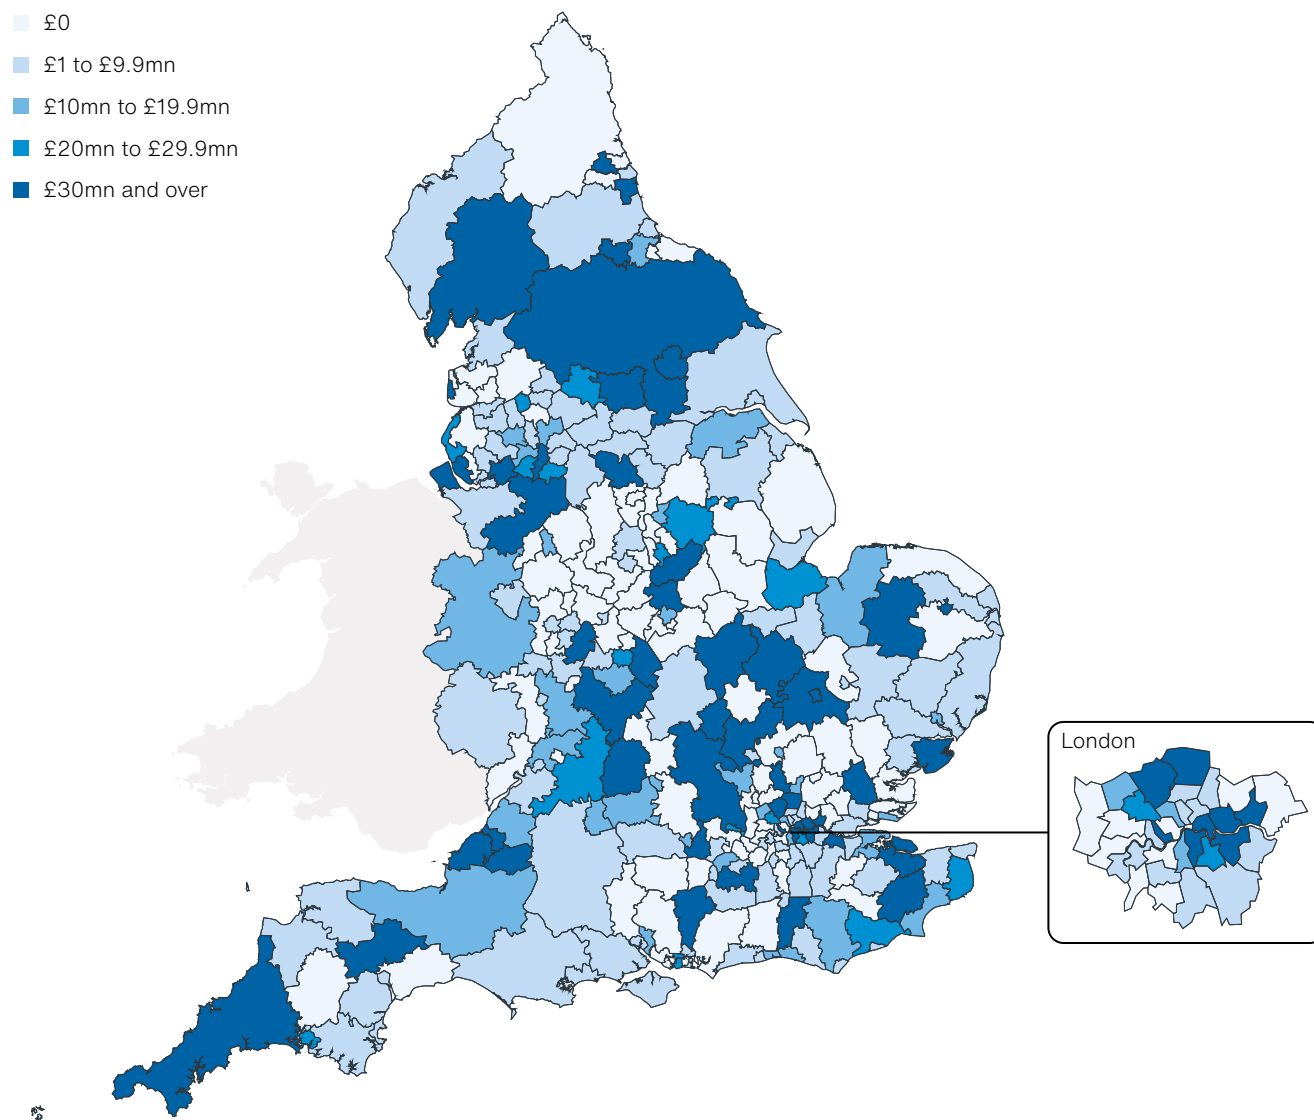 £0
£1 to £9.9mn
£10mn to £19.9mn
£20mn to £29.9mn
£30mn and over
London